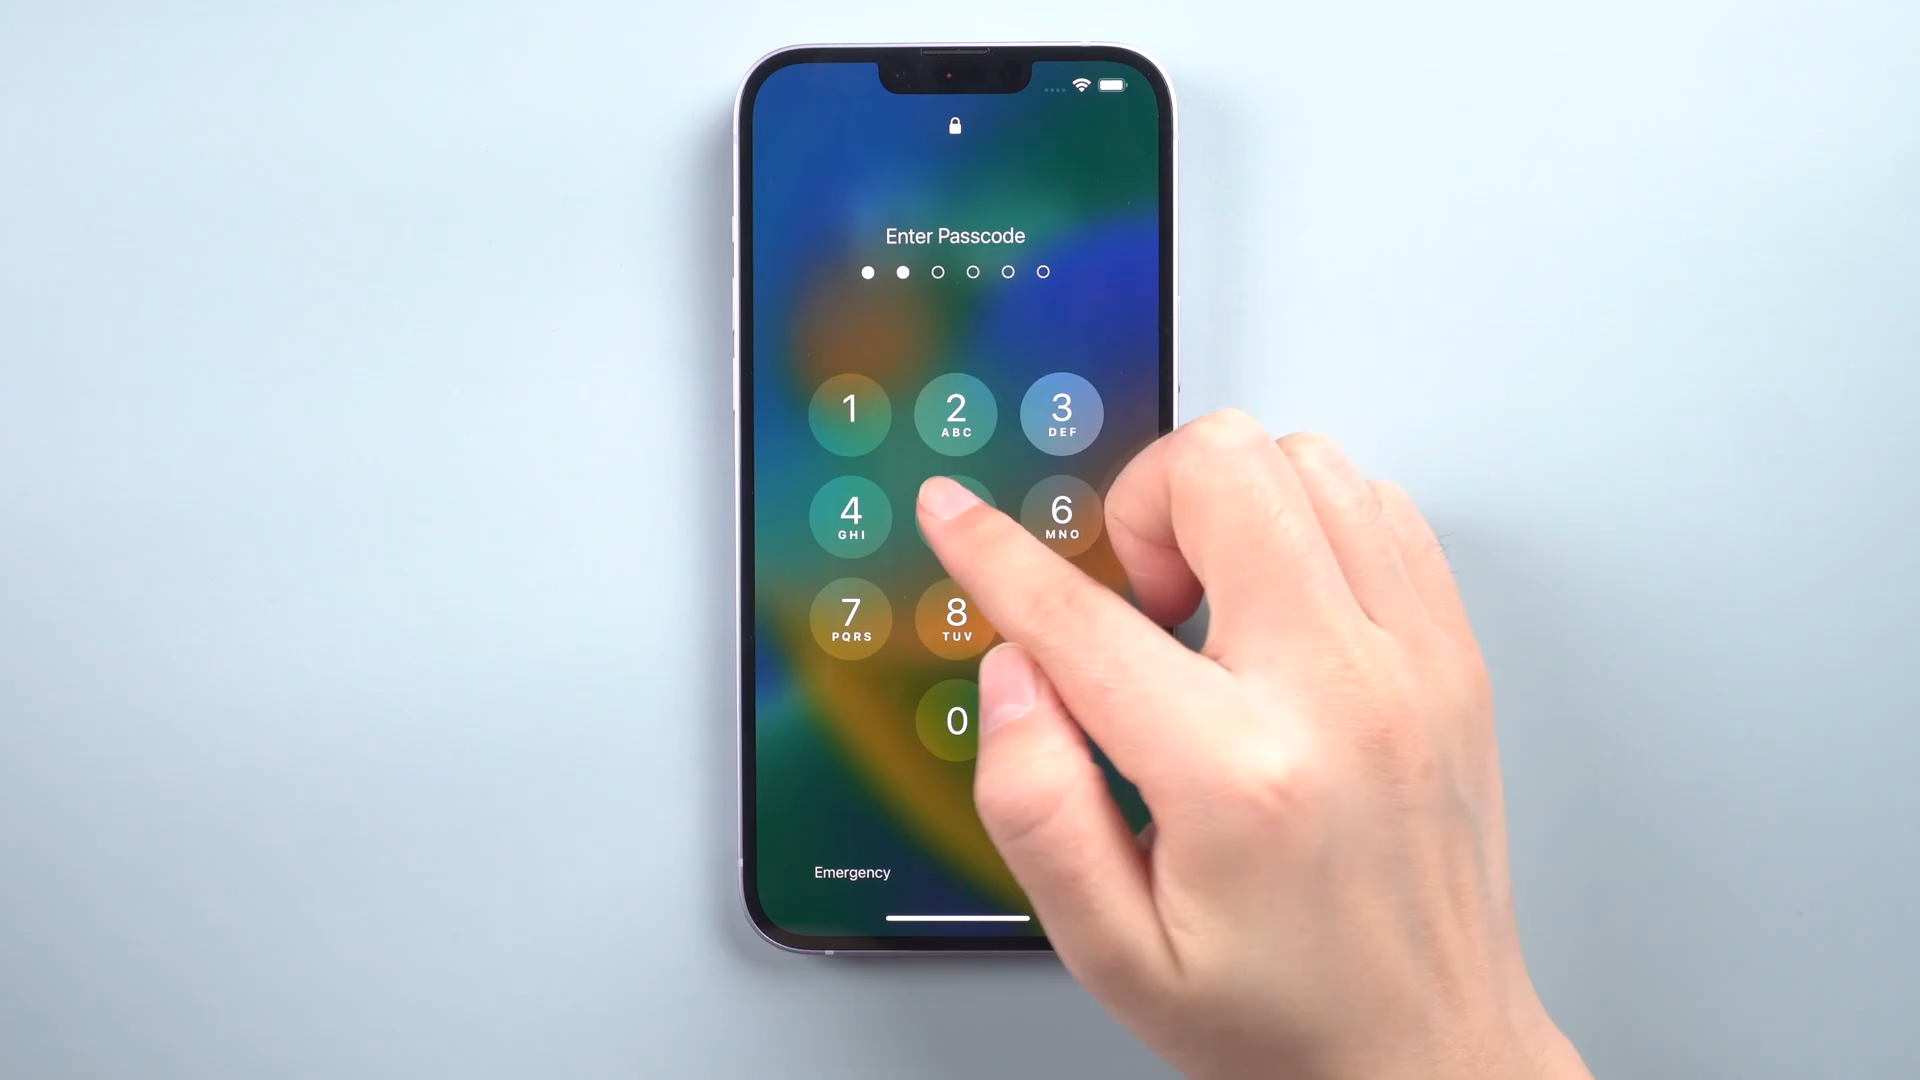 Enter Passcode
1 2 3
ABC DEF
4 6
GHI MNO
7 8
PQRS TUV
0
Emergency